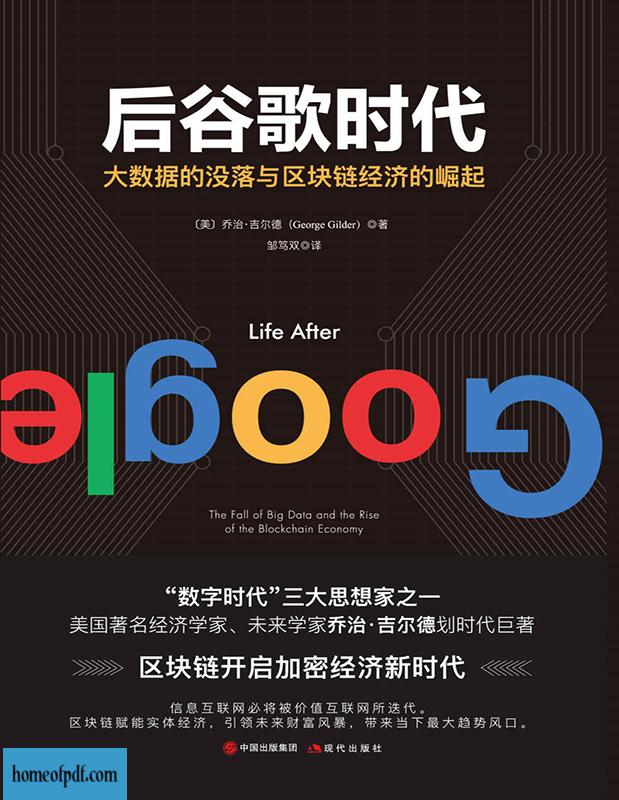 后谷歌时代
大数据的没落与区块链经济的崛起
〔美〕乔治·吉尔德（George Gilder）◎著
邹笃双◎译
Life After
Google
The Fall of Big Data and the Rise
of the Blockchain Economy
“数字时代”三大思想家之一
美国著名经济学家、未来学家乔治·吉尔德划时代巨著
区块链开启加密经济新时代
信息互联网必将被价值互联网所迭代。
区块链赋能实体经济，引领未来财富风暴，带来当下最大趋势风口。
中国出版集团 现代出版社
homeofpdf.com